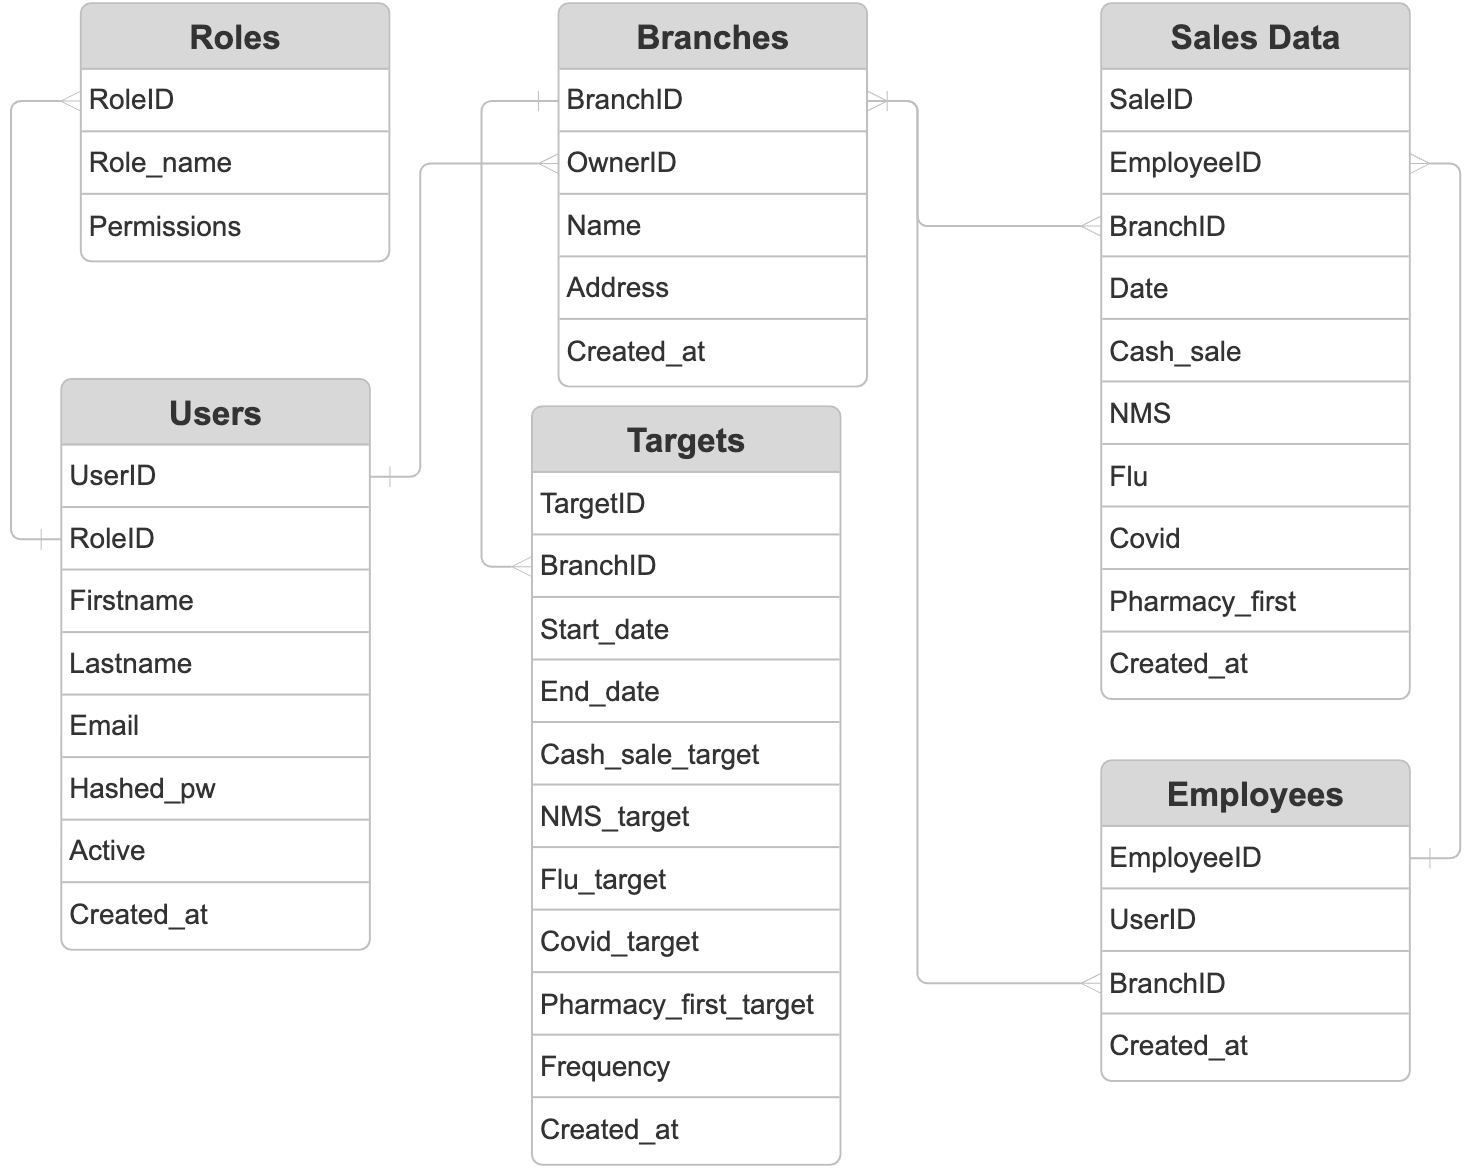 Roles
RoleID
Role_name
Permissions
Users
UserID
RoleID
Firstname
Lastname
Email
Hashed_pw
Active
Created_at
Branches
BranchID
OwnerID
Name
Address
Created_at
Targets
TargetID
BranchID
Start_date
End_date
Cash_sale_target
NMS_target
Flu_target
Covid_target
Pharmacy_first_target
Frequency
Created_at
Sales Data
SaleID
EmployeeID
BranchID
Date
Cash_sale
NMS
Flu
Covid
Pharmacy_first
Created_at
Employees
EmployeeID
UserID
BranchID
Created_at